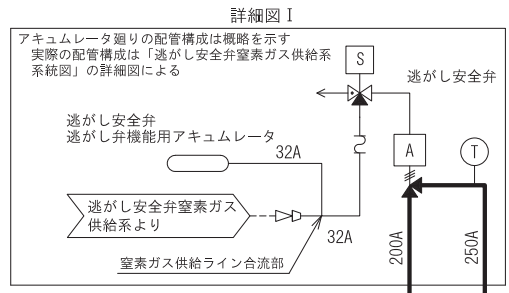 詳細図Ⅰ
アキュムレータ廻りの配管構成は概略を示す
実際の配管構成は「逃がし安全弁窒素ガス供給系
系統図」の詳細図による
S
逃がし安全弁
逃がし安全弁
逃がし弁機能用アキュムレータ
32A
A
T
逃がし安全弁窒素ガス
供給系より
32A
200A
250A
窒素ガス供給ライン合流部